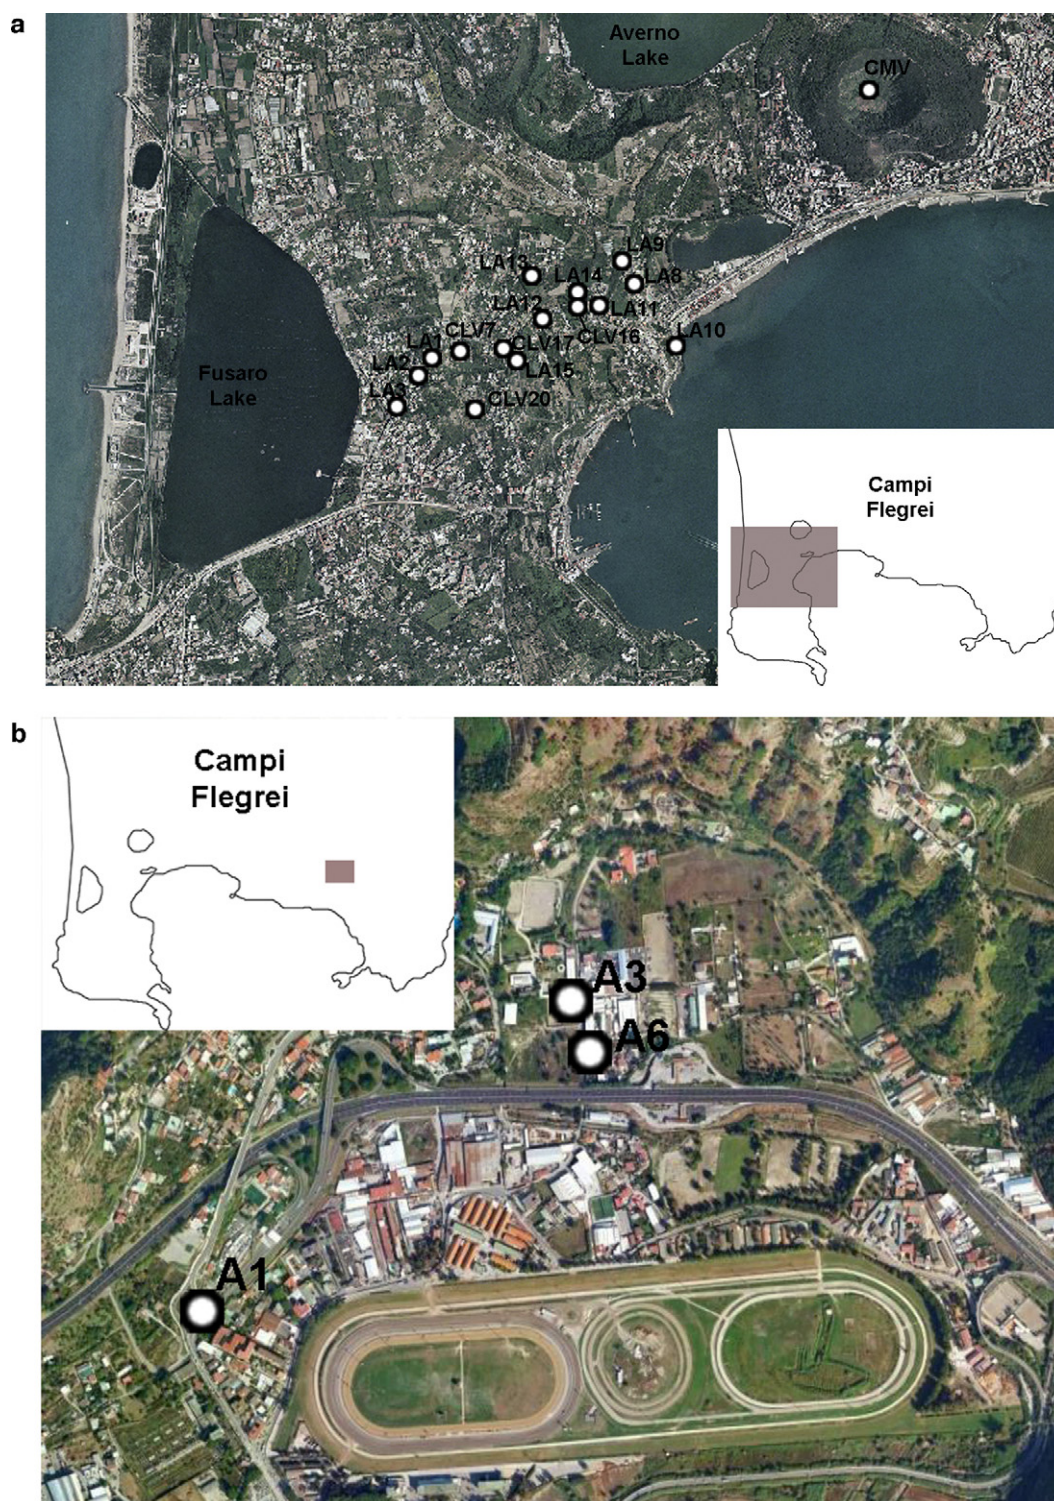 a
Averno
Lake
CMV
LA9
LA13
LA14
LA8
LA12
LA11
CLV16
LA10
LA1
CLV7
CLV17
LA2
LA15
Fusaro
Lake
LA3
CLV20
Campi
Flegrei
b
Campi
Flegrei
A3
A6
A1